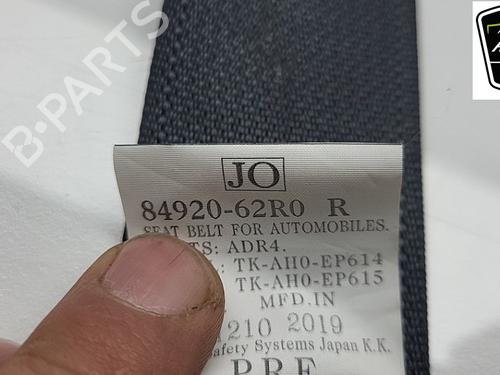 B-PARTS
JO
84920-62R0 R
SEAT BELT FOR AUTOMOBILES.
ADR4.
: TK-AH0-EP614
: TK-AH0-EP615
MFD.IN
1210 2019
Safety Systems Japan K.K.
PRE